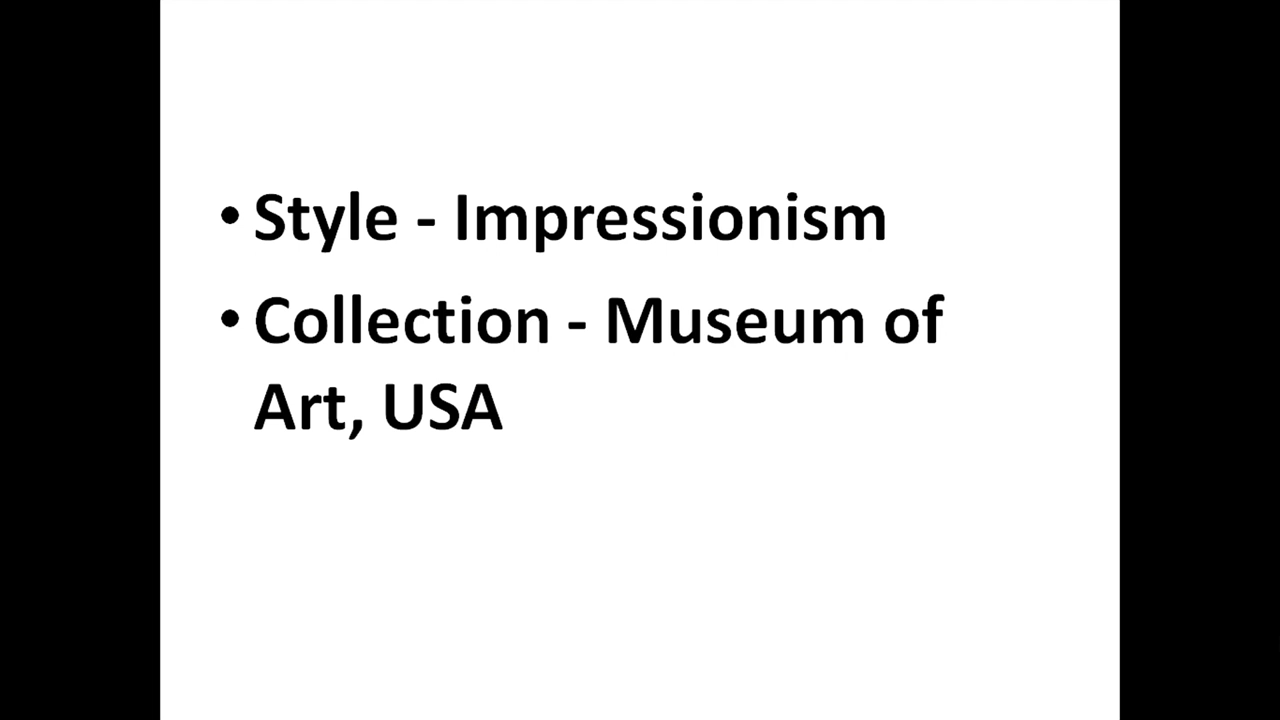 • Style - Impressionism
• Collection - Museum of
Art, USA